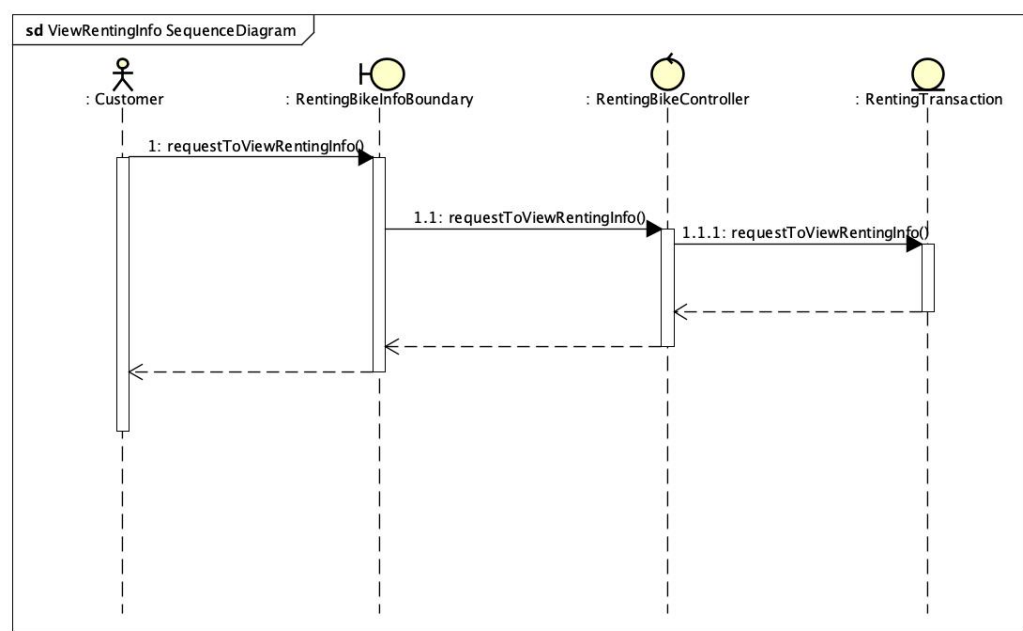 sd ViewRentingInfo SequenceDiagram
: Customer
: RentingBikeInfoBoundary
: RentingBikeController
: RentingTransaction
1: requestToViewRentingInfo()
1.1: requestToViewRentingInfo()
1.1.1: requestToViewRentingInfo()